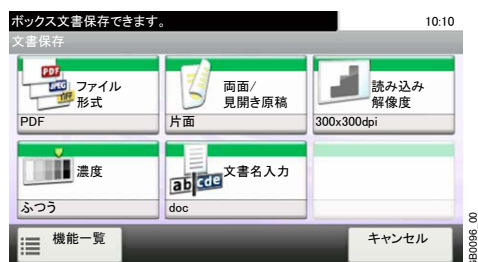 ボックス文書保存できます。
10:10
文書保存
PDF
JPEG
TIFF
ファイル
形式
PDF
両面/
見開き原稿
片面
読み込み
解像度
300x300dpi
濃度
ふつう
ab cde
文書名入力
doc
機能一覧
キャンセル